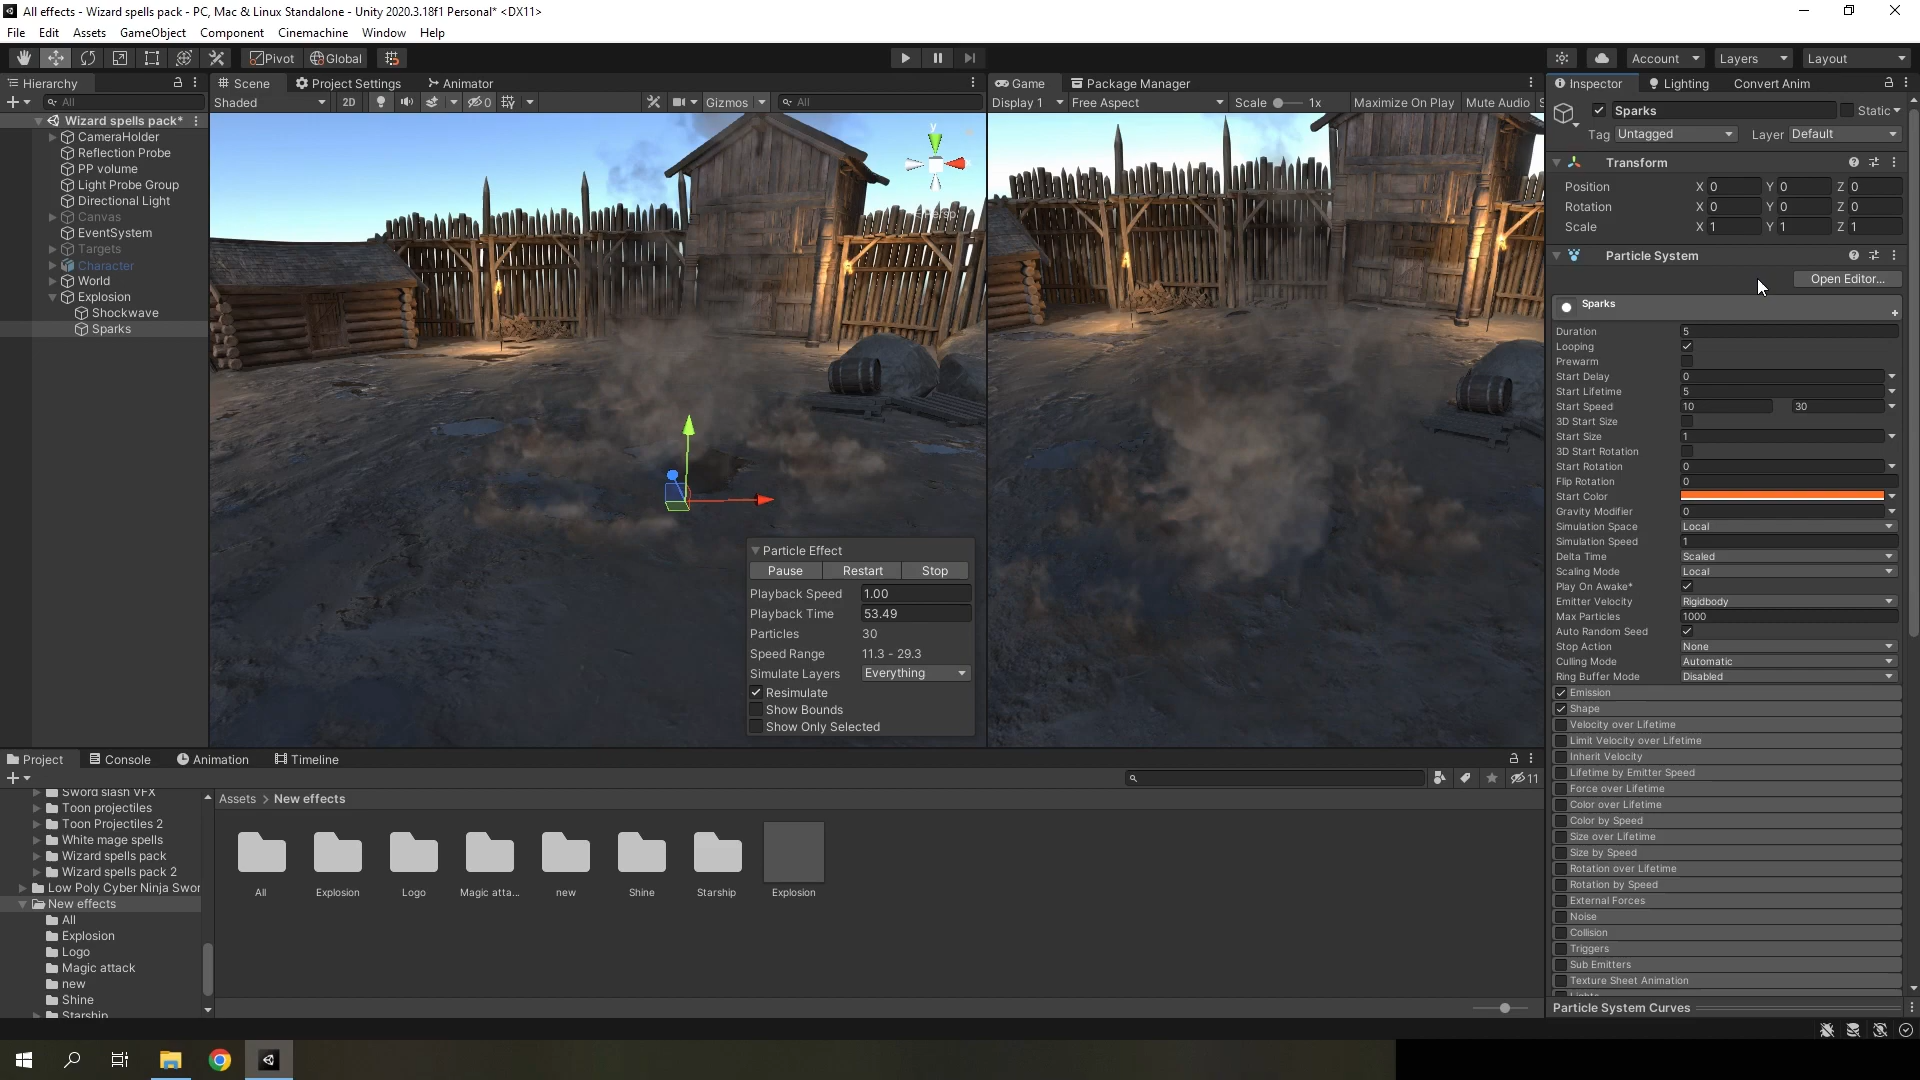 All effects - Wizard spells pack - PC, Mac & Linux Standalone - Unity 2020.3.18f1 Personal* <DX11>
File Edit Assets GameObject Component Cinemachine Window Help
Pivot Global Account Layers Layout
Hierarchy
All
Wizard spells pack*
CameraHolder
Reflection Probe
PP volume
Light Probe Group
Directional Light
Canvas
EventSystem
Targets
Character
World
Explosion
Shockwave
Sparks
Scene Project Settings Animator
Shaded 2D 0 Gizmos All
y
Persp
Particle Effect
Pause Restart Stop
Playback Speed 1.00
Playback Time 53.49
Particles 30
Speed Range 11.3 - 29.3
Simulate Layers Everything
Resimulate
Show Bounds
Show Only Selected
Game Package Manager
Display 1 Free Aspect Scale 1x Maximize On Play Mute Audio S
Inspector Lighting Convert Anim
Sparks Static
Tag Untagged Layer Default
Transform
Position X 0 Y 0 Z 0
Rotation X 0 Y 0 Z 0
Scale X 1 Y 1 Z 1
Particle System
Open Editor...
Sparks
Duration 5
Looping
Prewarm
Start Delay 0
Start Lifetime 5
Start Speed 10 30
3D Start Size
Start Size 1
3D Start Rotation
Start Rotation 0
Flip Rotation 0
Start Color
Gravity Modifier 0
Simulation Space Local
Simulation Speed 1
Delta Time Scaled
Scaling Mode Local
Play On Awake*
Emitter Velocity Rigidbody
Max Particles 1000
Auto Random Seed
Stop Action None
Culling Mode Automatic
Ring Buffer Mode Disabled
Emission
Shape
Velocity over Lifetime
Limit Velocity over Lifetime
Inherit Velocity
Lifetime by Emitter Speed
Force over Lifetime
Color over Lifetime
Color by Speed
Size over Lifetime
Size by Speed
Rotation over Lifetime
Rotation by Speed
External Forces
Noise
Collision
Triggers
Sub Emitters
Texture Sheet Animation
Lights
Particle System Curves
Project Console Animation Timeline
11
Sword slash VFX
Toon projectiles
Toon Projectiles 2
White mage spells
Wizard spells pack
Wizard spells pack 2
Low Poly Cyber Ninja Swor
New effects
All
Explosion
Logo
Magic attack
new
Shine
Starship
Assets > New effects
All Explosion Logo Magic atta... new Shine Starship Explosion